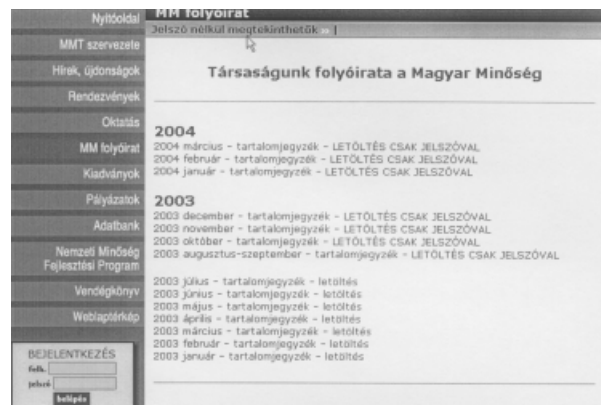 Nyitóoldal
MMT szervezete
Hírek, újdonságok
Rendezvények
Oktatás
MM folyóirat
Kiadványok
Pályázatok
Adatbank
Nemzeti Minőség
Fejlesztési Program
Vendégkönyv
Weblaptérkép
BEJELENTKEZÉS
felh.
jelszó
belépés
MM folyóirat
Jelszó nélkül megtekinthetők » |
Társaságunk folyóirata a Magyar Minőség
2004
2004 március - tartalomjegyzék - LETÖLTÉS CSAK JELSZÓVAL
2004 február - tartalomjegyzék - LETÖLTÉS CSAK JELSZÓVAL
2004 január - tartalomjegyzék - LETÖLTÉS CSAK JELSZÓVAL
2003
2003 december - tartalomjegyzék - LETÖLTÉS CSAK JELSZÓVAL
2003 november - tartalomjegyzék - LETÖLTÉS CSAK JELSZÓVAL
2003 október - tartalomjegyzék - LETÖLTÉS CSAK JELSZÓVAL
2003 augusztus-szeptember - tartalomjegyzék - LETÖLTÉS CSAK JELSZÓVAL
2003 július - tartalomjegyzék - letöltés
2003 június - tartalomjegyzék - letöltés
2003 május - tartalomjegyzék - letöltés
2003 április - tartalomjegyzék - letöltés
2003 március - tartalomjegyzék - letöltés
2003 február - tartalomjegyzék - letöltés
2003 január - tartalomjegyzék - letöltés